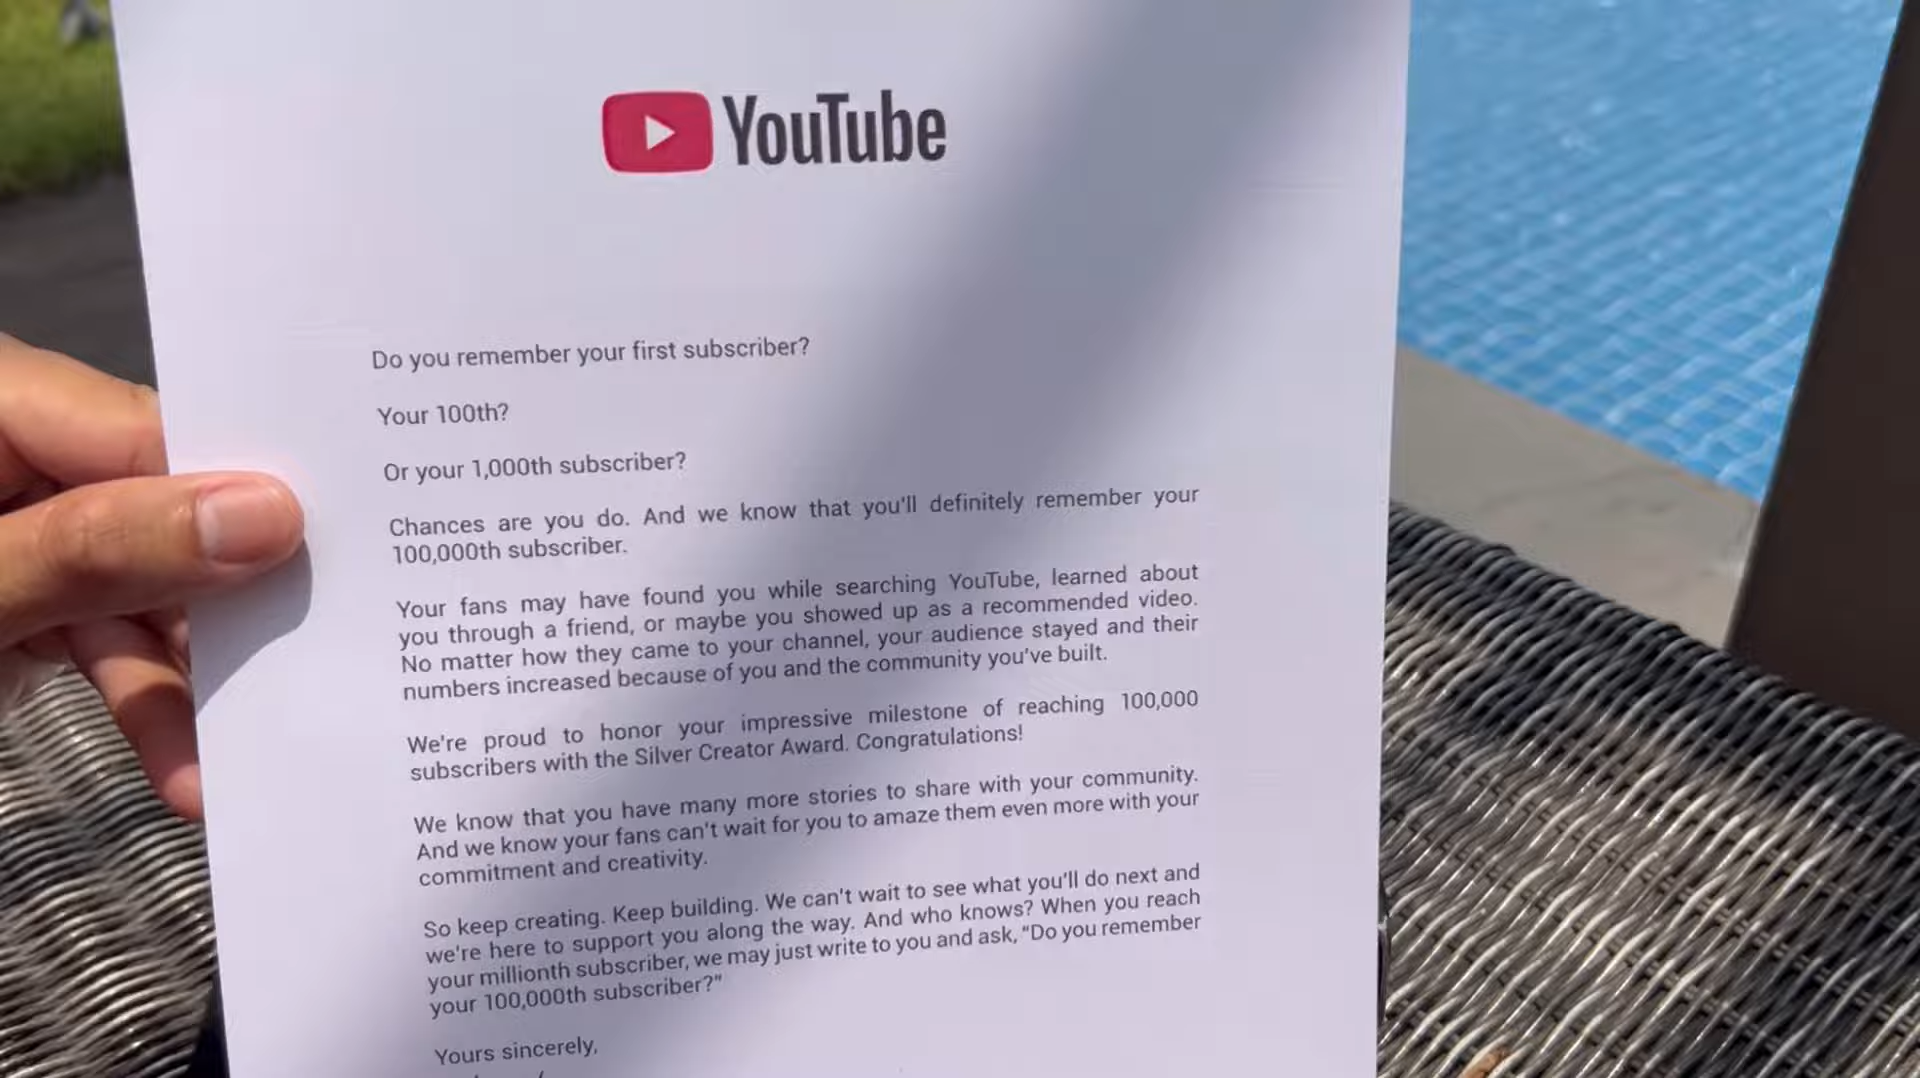 YouTube
Do you remember your first subscriber?
Your 100th?
Or your 1,000th subscriber?
Chances are you do. And we know that you'll definitely remember your
100,000th subscriber.
Your fans may have found you while searching YouTube, learned about
you through a friend, or maybe you showed up as a recommended video.
No matter how they came to your channel, your audience stayed and their
numbers increased because of you and the community you've built.
We're proud to honor your impressive milestone of reaching 100,000
subscribers with the Silver Creator Award. Congratulations!
We know that you have many more stories to share with your community.
And we know your fans can't wait for you to amaze them even more with your
commitment and creativity.
So keep creating. Keep building. We can't wait to see what you'll do next and
we're here to support you along the way. And who knows? When you reach
your millionth subscriber, we may just write to you and ask, “Do you remember
your 100,000th subscriber?”
Yours sincerely,